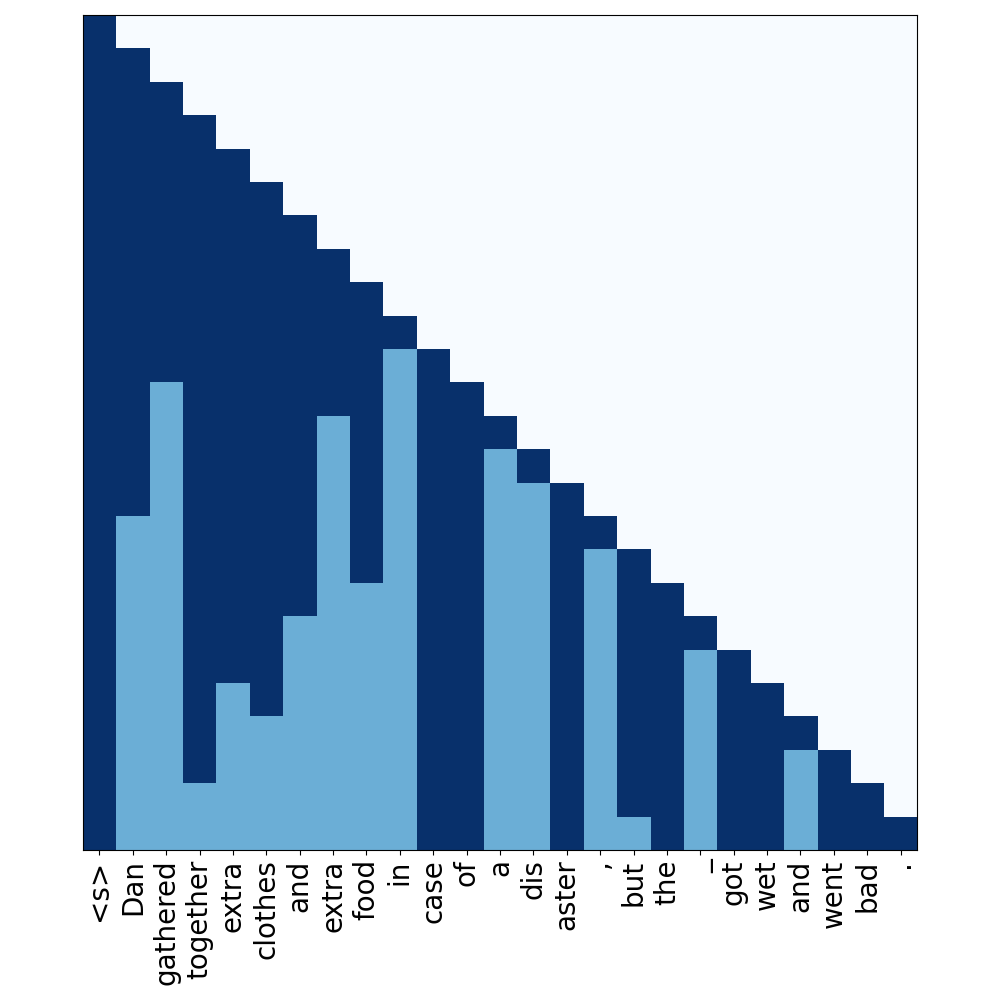 <s> Dan gathered together extra clothes and extra food in case of a dis aster , but the _ got wet and went bad .